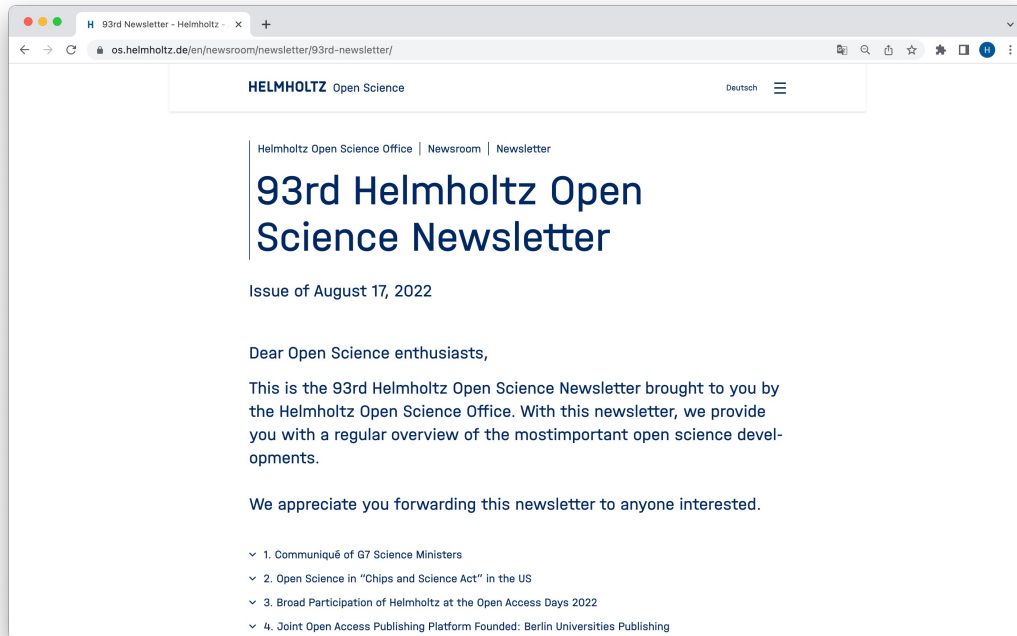 93rd Newsletter - Helmholtz -
os.helmholtz.de/en/newsroom/newsletter/93rd-newsletter/
H
HELMHOLTZ Open Science
Deutsch
Helmholtz Open Science Office | Newsroom | Newsletter
93rd Helmholtz Open
Science Newsletter
Issue of August 17, 2022
Dear Open Science enthusiasts,
This is the 93rd Helmholtz Open Science Newsletter brought to you by
the Helmholtz Open Science Office. With this newsletter, we provide
you with a regular overview of the mostimportant open science devel-
opments.
We appreciate you forwarding this newsletter to anyone interested.
1. Communiqué of G7 Science Ministers
2. Open Science in “Chips and Science Act” in the US
3. Broad Participation of Helmholtz at the Open Access Days 2022
4. Joint Open Access Publishing Platform Founded: Berlin Universities Publishing